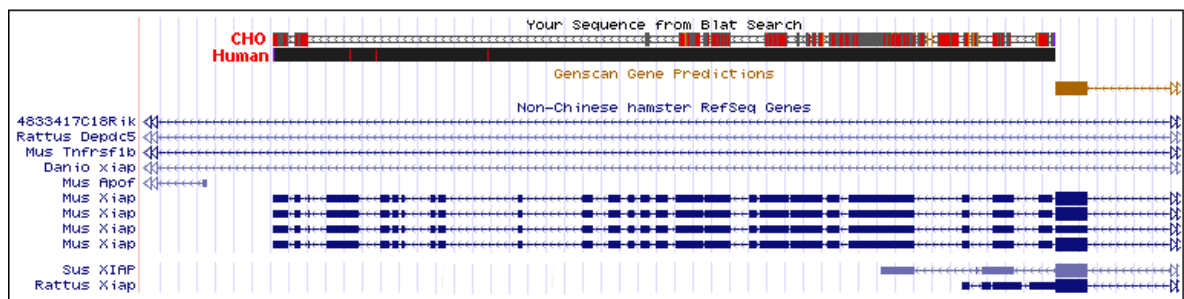 Your Sequence from Blat Search
CHO
Human
Genscan Gene Predictions
Non-Chinese hamster RefSeq Genes
4833417C18Rik
Rattus Depdc5
Mus Tnfrsf1b
Danio xiap
Mus Apof
Mus Xiap
Mus Xiap
Mus Xiap
Mus Xiap
Sus XIAP
Rattus Xiap